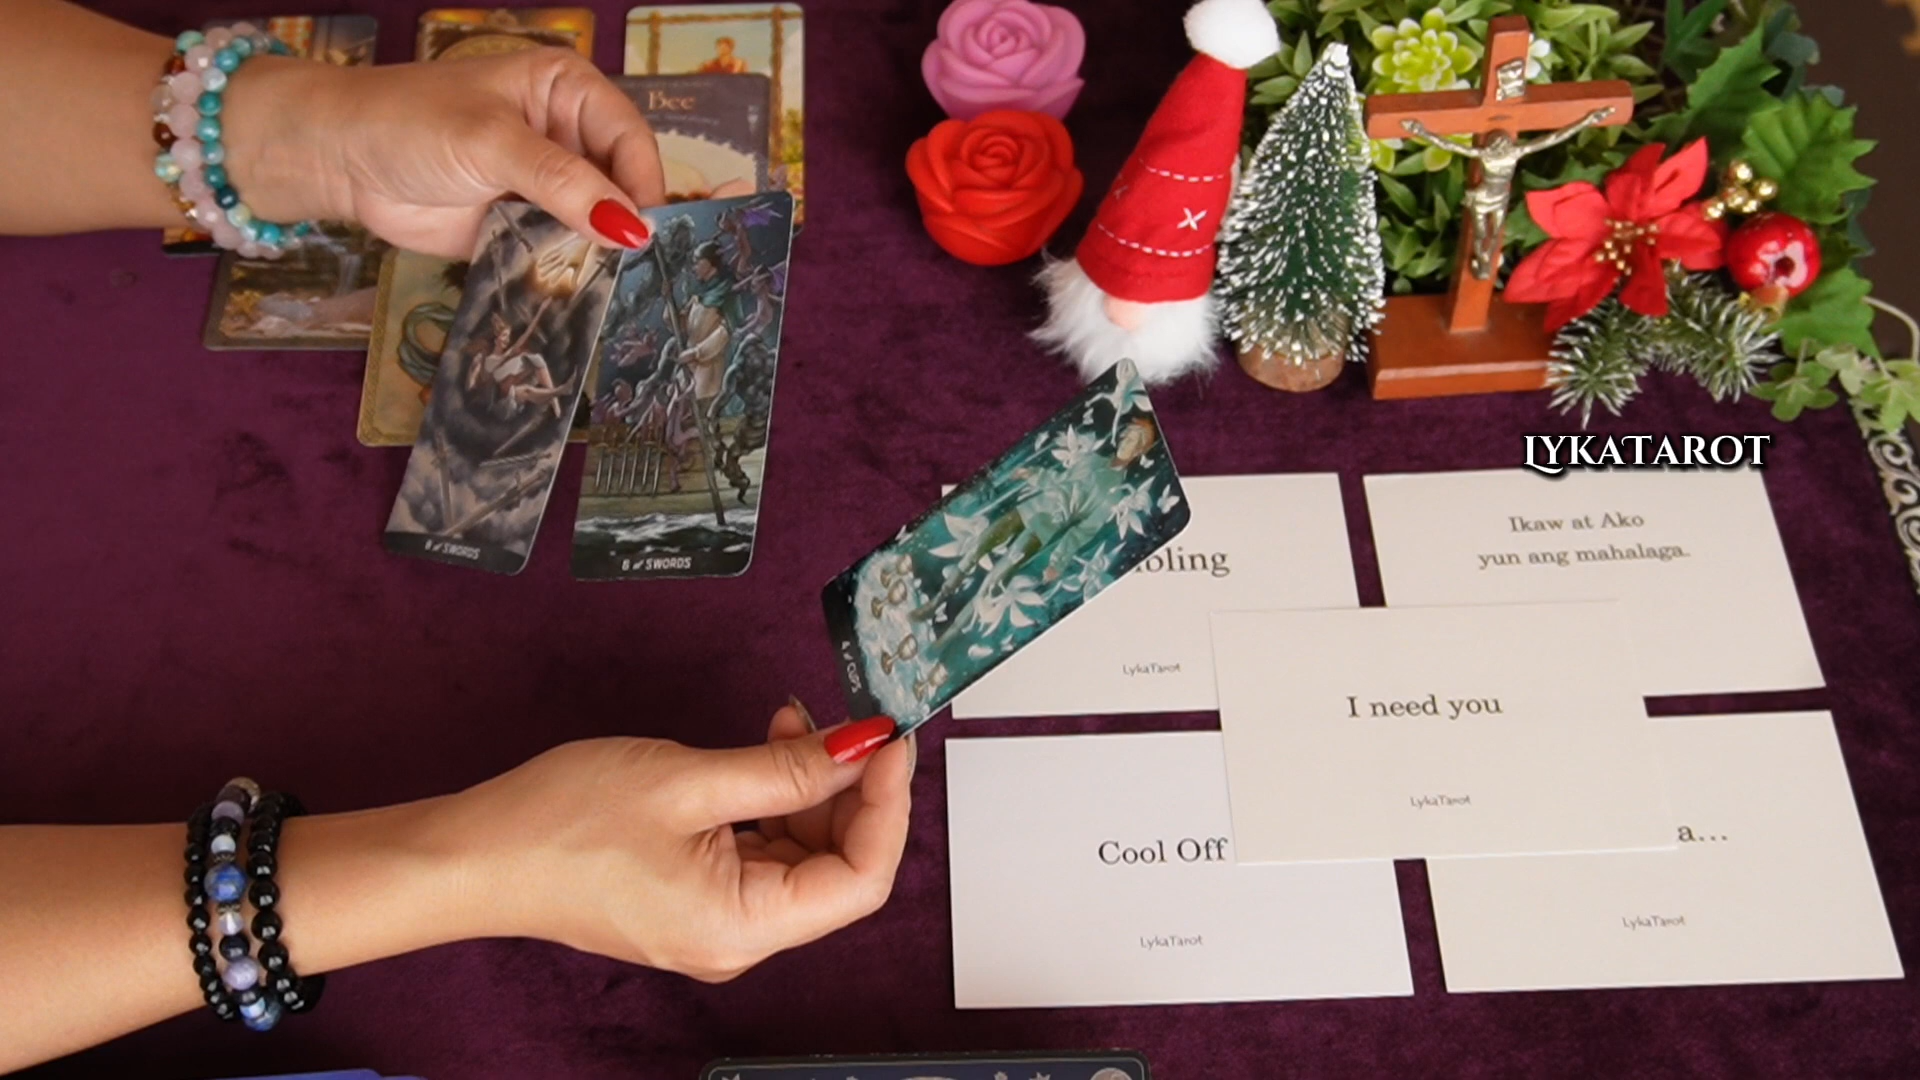 Bee
8 of SWORDS
6 of SWORDS
4 of CUPS
LYKATAROT
LykaTarot
Ikaw at Ako
yun ang mahalaga.
I need you
LykaTarot
Cool Off
LykaTarot
a...
LykaTarot